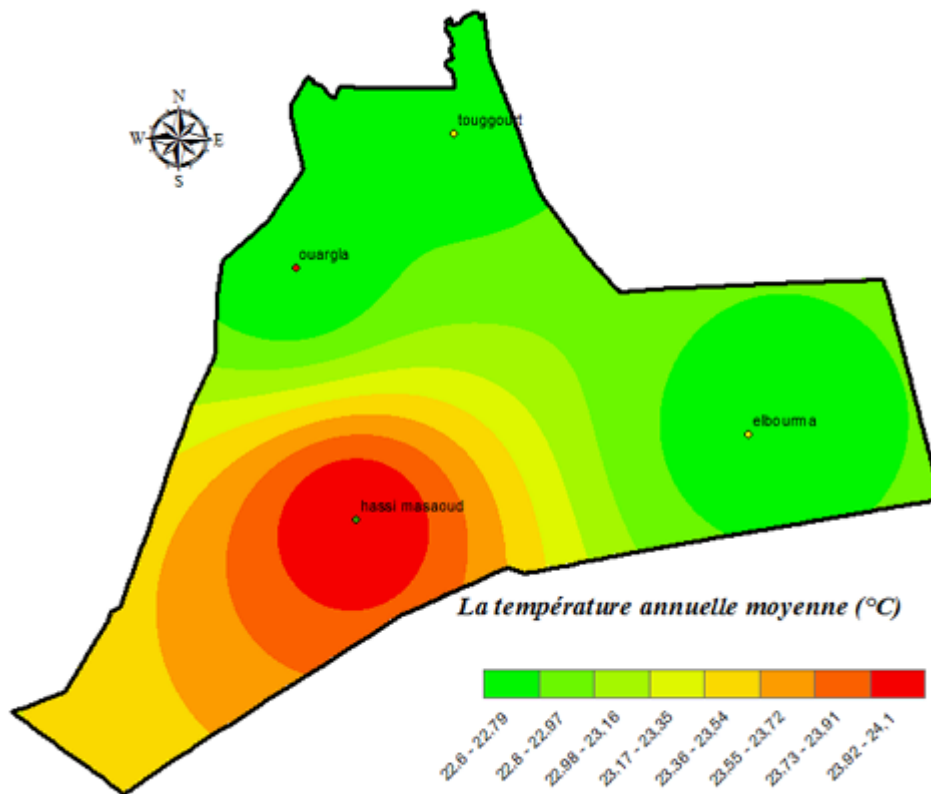 touggourt
N
W E
S
ouargla
elbourma
hassi masaoud
La température annuelle moyenne (°C)
22.6 - 22.79
22.8 - 22.97
22.98 - 23.16
23.17 - 23.35
23.36 - 23.54
23.55 - 23.72
23.73 - 23.91
23.92 - 24.1